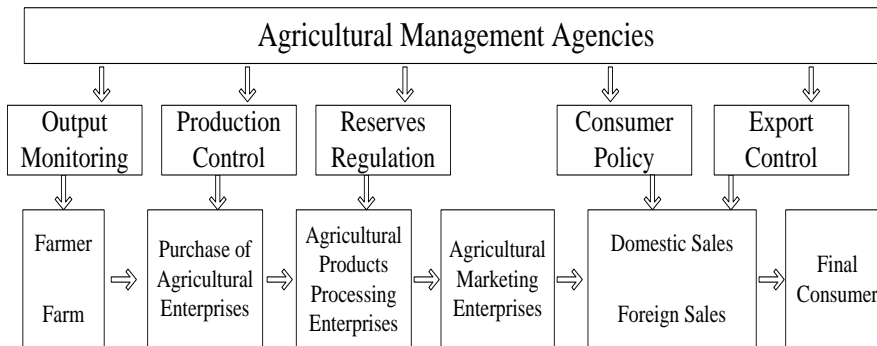 Agricultural Management Agencies
Output
Monitoring
Production
Control
Reserves
Regulation
Consumer
Policy
Export
Control
Farmer
Farm
Purchase of
Agricultural
Enterprises
Agricultural
Products
Processing
Enterprises
Agricultural
Marketing
Enterprises
Domestic Sales
Foreign Sales
Final
Consumer